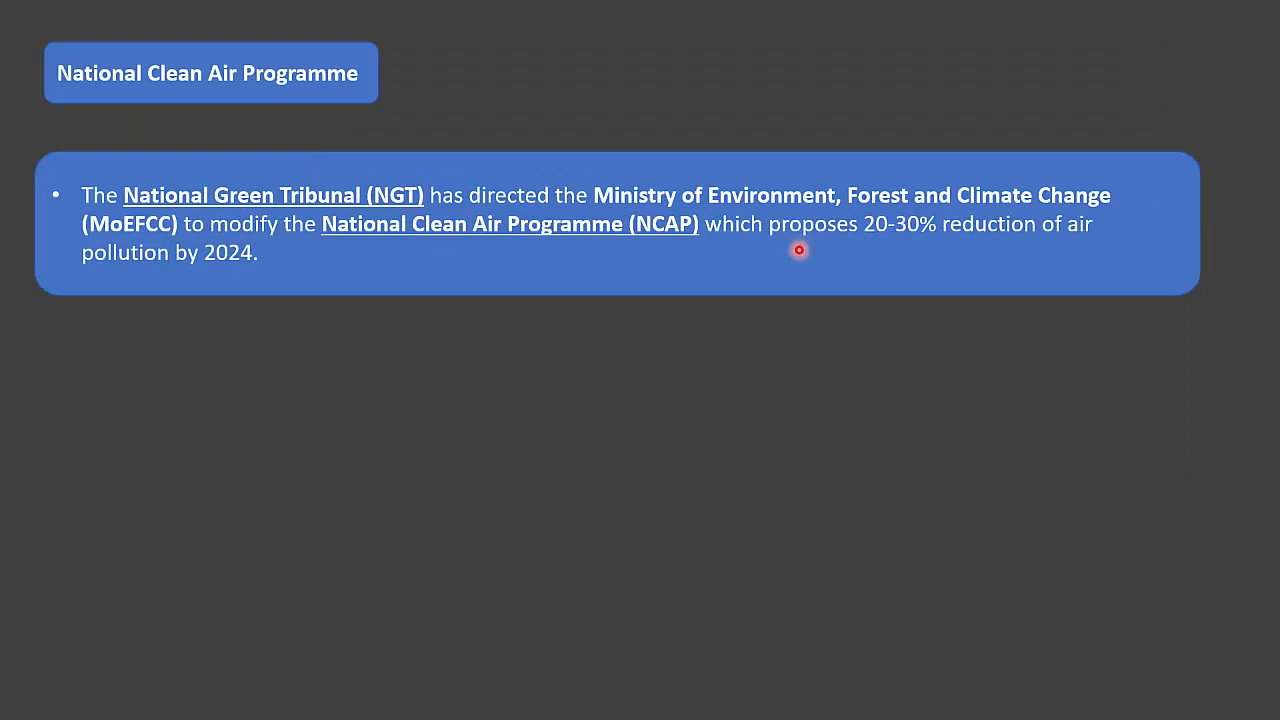 National Clean Air Programme
• The National Green Tribunal (NGT) has directed the Ministry of Environment, Forest and Climate Change
(MoEFCC) to modify the National Clean Air Programme (NCAP) which proposes 20-30% reduction of air
pollution by 2024.